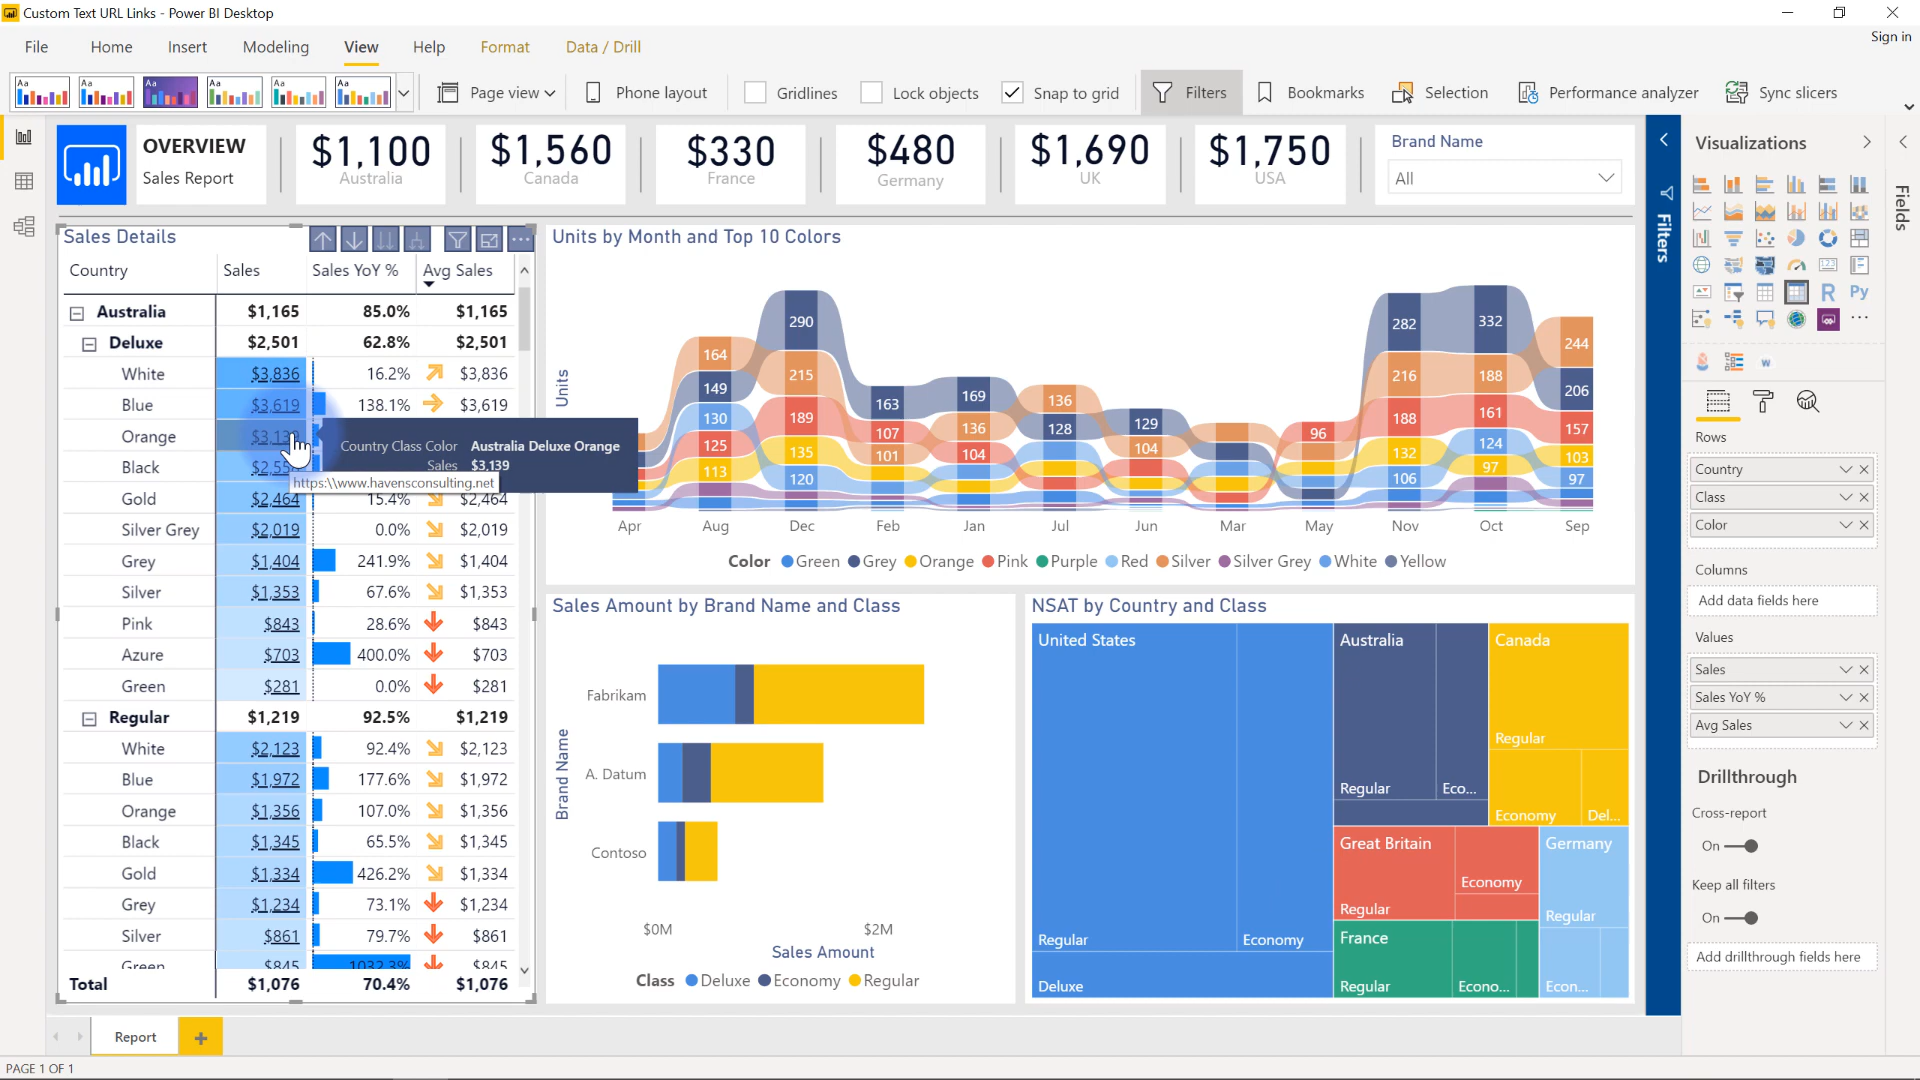 Custom Text URL Links - Power BI Desktop
Sign in
File Home Insert Modeling View Help Format Data / Drill
Aa Aa Aa Aa Aa Aa Page view Phone layout Gridlines Lock objects Snap to grid Filters Bookmarks Selection Performance analyzer Sync slicers
OVERVIEW
Sales Report
$1,100
Australia
$1,560
Canada
$330
France
$480
Germany
$1,690
UK
$1,750
USA
Brand Name
All
Sales Details
Country Sales Sales YoY % Avg Sales
Australia $1,165 85.0% $1,165
Deluxe $2,501 62.8% $2,501
White $3,836 16.2% $3,836
Blue $3,619 138.1% $3,619
Orange
Black
Gold $2,464 15.4% $2,464
Silver Grey $2,019 0.0% $2,019
Grey $1,404 241.9% $1,404
Silver $1,353 67.6% $1,353
Pink $843 28.6% $843
Azure $703 400.0% $703
Green $281 0.0% $281
Regular $1,219 92.5% $1,219
White $2,123 92.4% $2,123
Blue $1,972 177.6% $1,972
Orange $1,356 107.0% $1,356
Black $1,345 65.5% $1,345
Gold $1,334 426.2% $1,334
Grey $1,234 73.1% $1,234
Silver $861 79.7% $861
Green $845 1032.3% $845
Total $1,076 70.4% $1,076
Country Class Color Australia Deluxe Orange
Sales $3,139
https:\\www.havensconsulting.net
Units by Month and Top 10 Colors
Units
164 149 130 125 113
290 215 189 135 120
163 107 101
169 136 104
136 128
129 104
96
282 216 188 132 106
332 188 161 124 97
244 206 157 103 97
Apr Aug Dec Feb Jan Jul Jun Mar May Nov Oct Sep
Color Green Grey Orange Pink Purple Red Silver Silver Grey White Yellow
Sales Amount by Brand Name and Class
Brand Name
Fabrikam
A. Datum
Contoso
$0M $2M
Sales Amount
Class Deluxe Economy Regular
NSAT by Country and Class
United States
Regular
Economy
Deluxe
Australia
Regular
Eco...
Canada
Regular
Economy
Del...
Great Britain
Economy
Regular
Germany
Regular
Econ...
France
Regular
Econo...
Filters
Visualizations
R Py
Rows
Country
Class
Color
Columns
Add data fields here
Values
Sales
Sales YoY %
Avg Sales
Drillthrough
Cross-report
On
Keep all filters
On
Add drillthrough fields here
Fields
Report
PAGE 1 OF 1